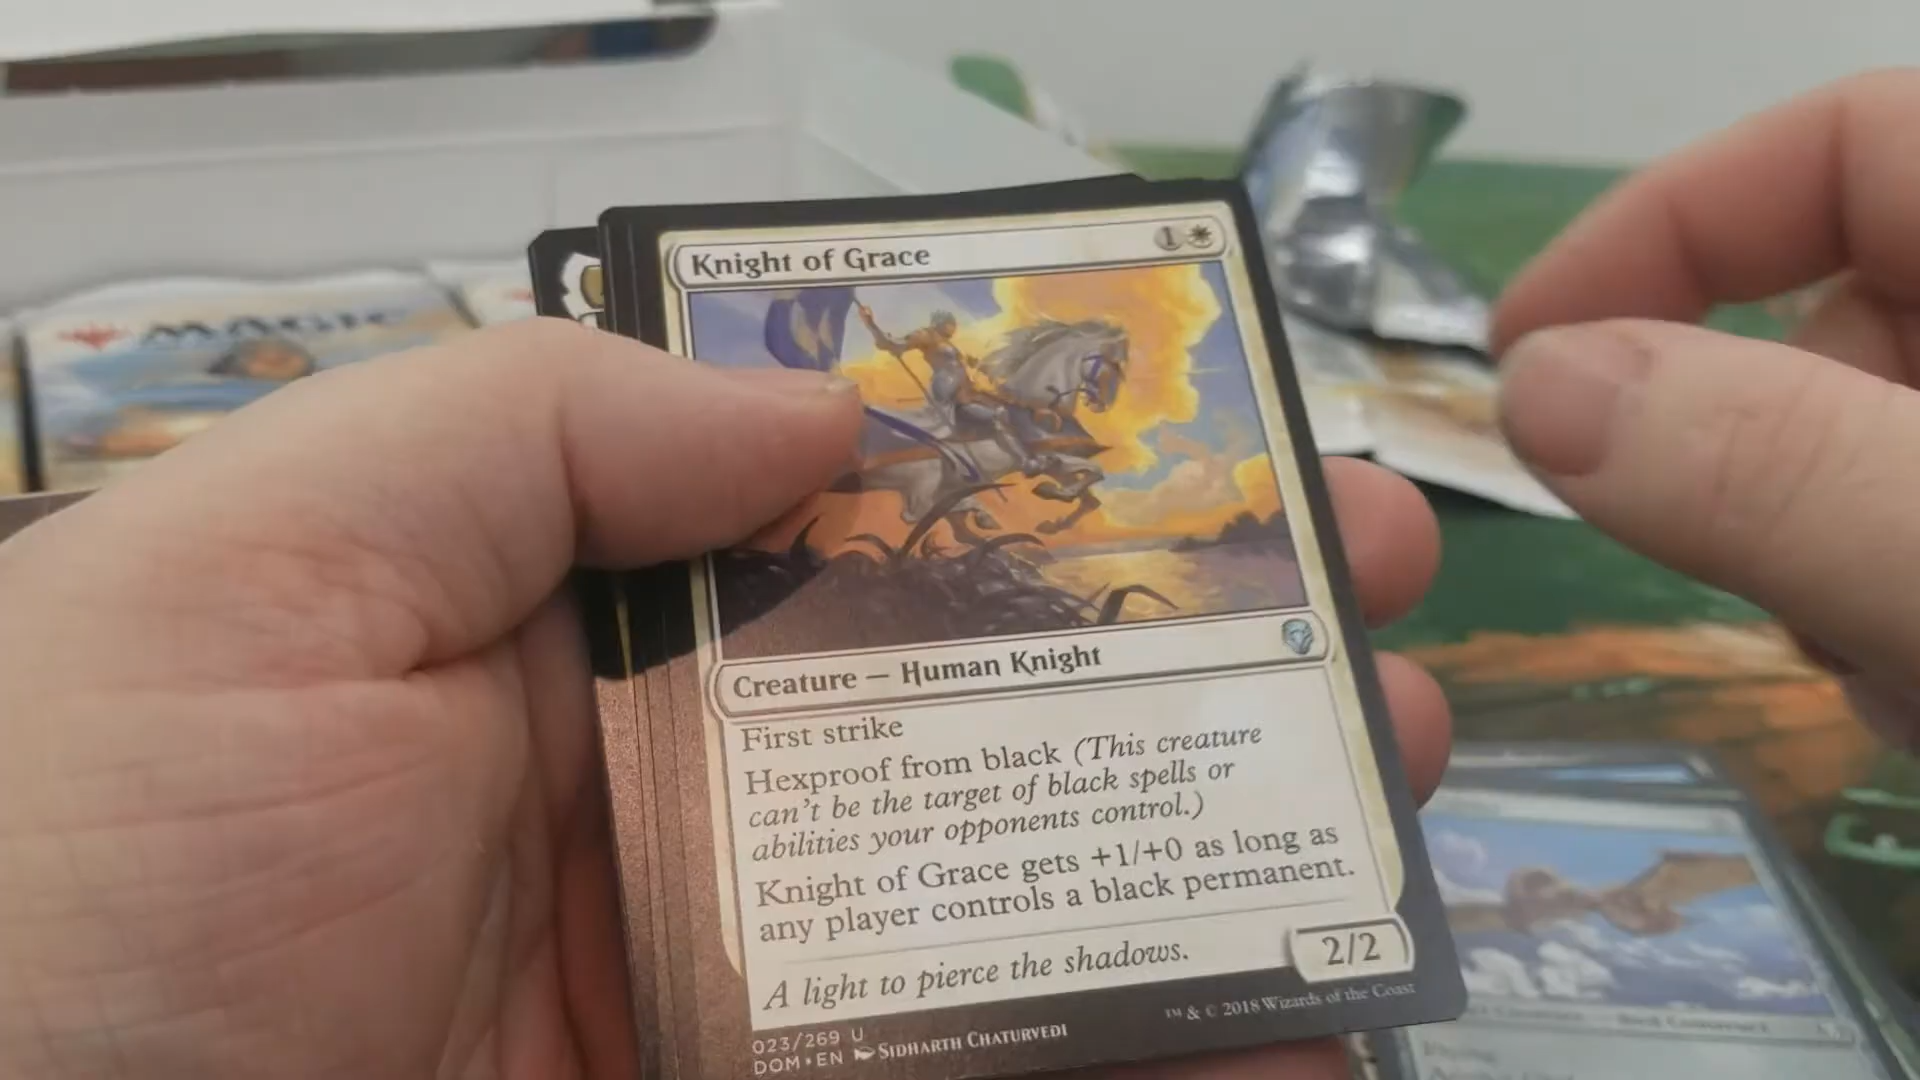 MAGIC
Knight of Grace
1
Creature — Human Knight
First strike
Hexproof from black (This creature
can't be the target of black spells or
abilities your opponents control.)
Knight of Grace gets +1/+0 as long as
any player controls a black permanent.
A light to pierce the shadows.
2/2
023/269 U
DOM • EN SIDHARTH CHATURVEDI
™ & © 2018 Wizards of the Coast